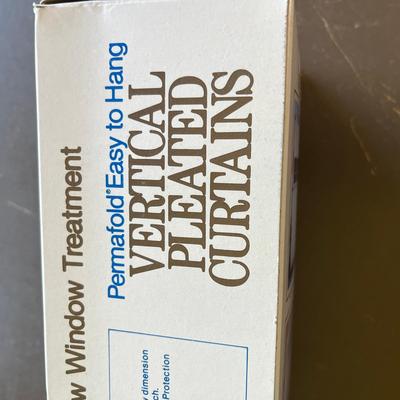 Window Treatment
Permafold® Easy to Hang
VERTICAL
PLEATED
CURTAINS
dimension
Protection